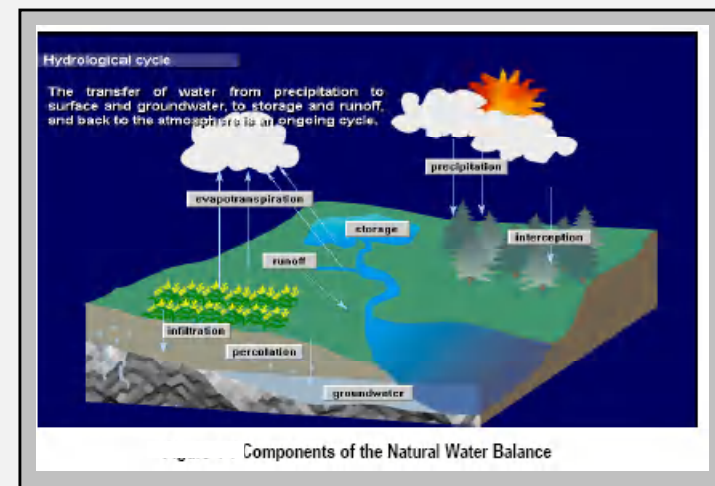 Hydrological cycle
The transfer of water from precipitation to
surface and groundwater, to storage and runoff,
and back to the atmosphere is an ongoing cycle.
precipitation
evapotranspiration
storage
interception
runoff
infiltration
percolation
groundwater
Components of the Natural Water Balance